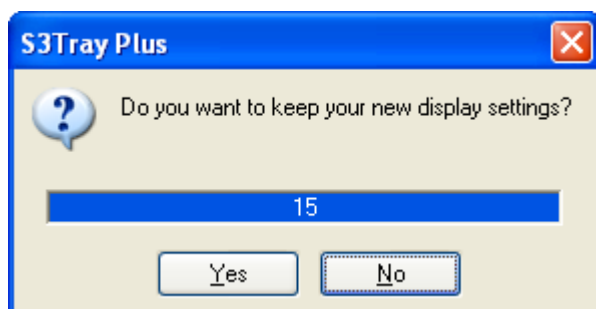 S3Tray Plus
Do you want to keep your new display settings?
15
Yes
No